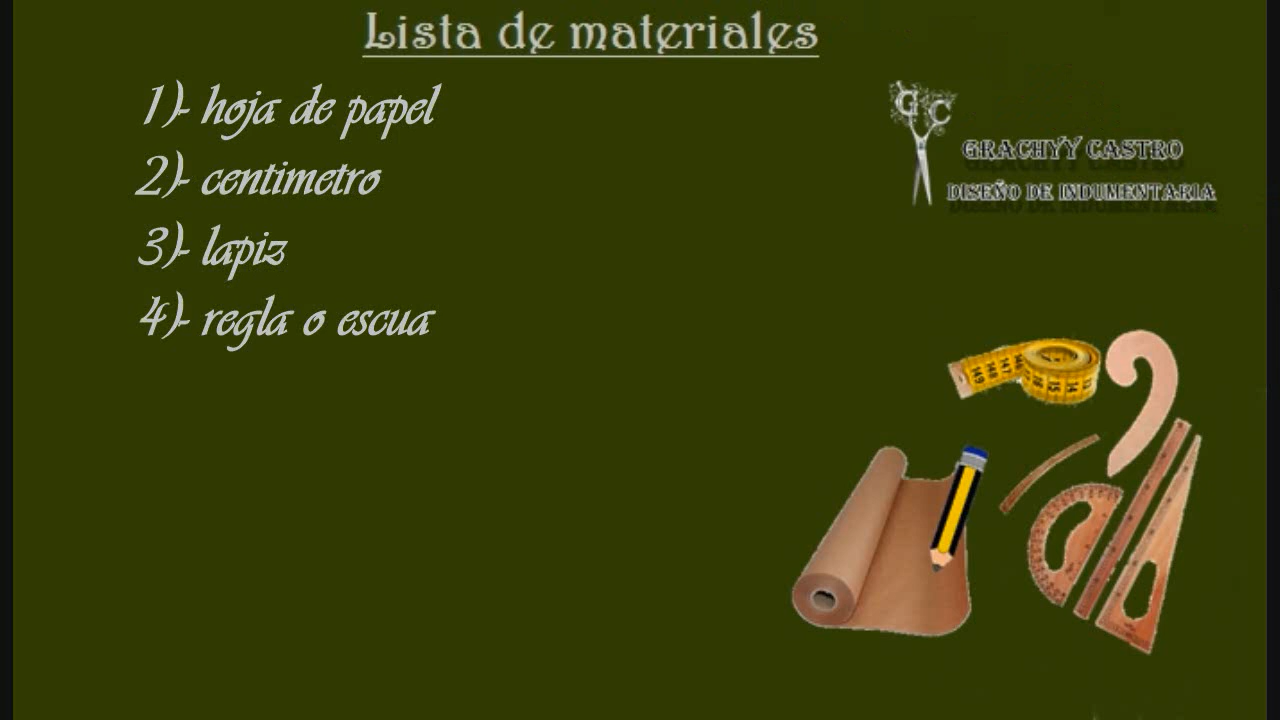 Lista de materiales
1)- hoja de papel
2)- centimetro
3)- lapiz
4)- regla o escua
G C
GRACHYY CASTRO
DISEÑO DE INDUMENTARIA